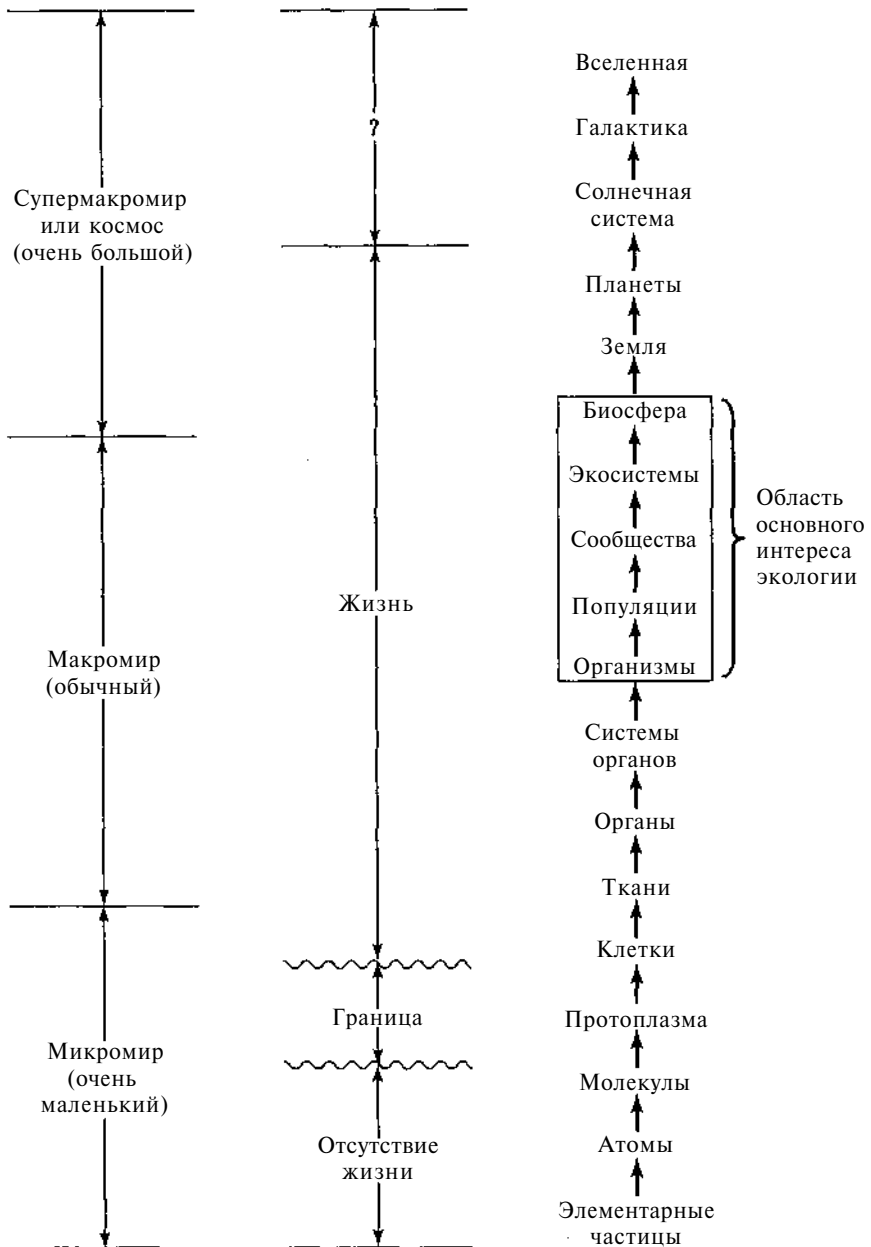 Супермакромир
или космос
(очень большой)
Макромир
(обычный)
Микромир
(очень
маленький)
?
Жизнь
Граница
Отсутствие
жизни
Вселенная
Галактика
Солнечная
система
Планеты
Земля
Биосфера
Экосистемы
Сообщества
Популяции
Организмы
Системы
органов
Органы
Ткани
Клетки
Протоплазма
Молекулы
Атомы
Элементарные
частицы
Область
основного
интереса
экологии